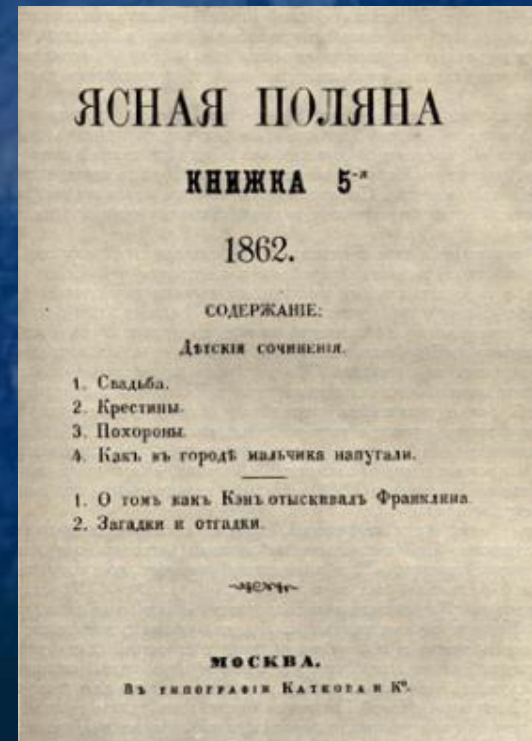 ЯСНАЯ ПОЛЯНА
КНИЖКА 5-я
1862.
СОДЕРЖАНІЕ:
Дѣтскія сочиненія.
1. Свадьба.
2. Крестины.
3. Похороны.
4. Какъ въ городѣ мальчика напугали.
1. О томъ какъ Кэнъ отыскивалъ Франклина.
2. Загадки и отгадки.
МОСКВА.
Въ типографіи Каткова и Кº.